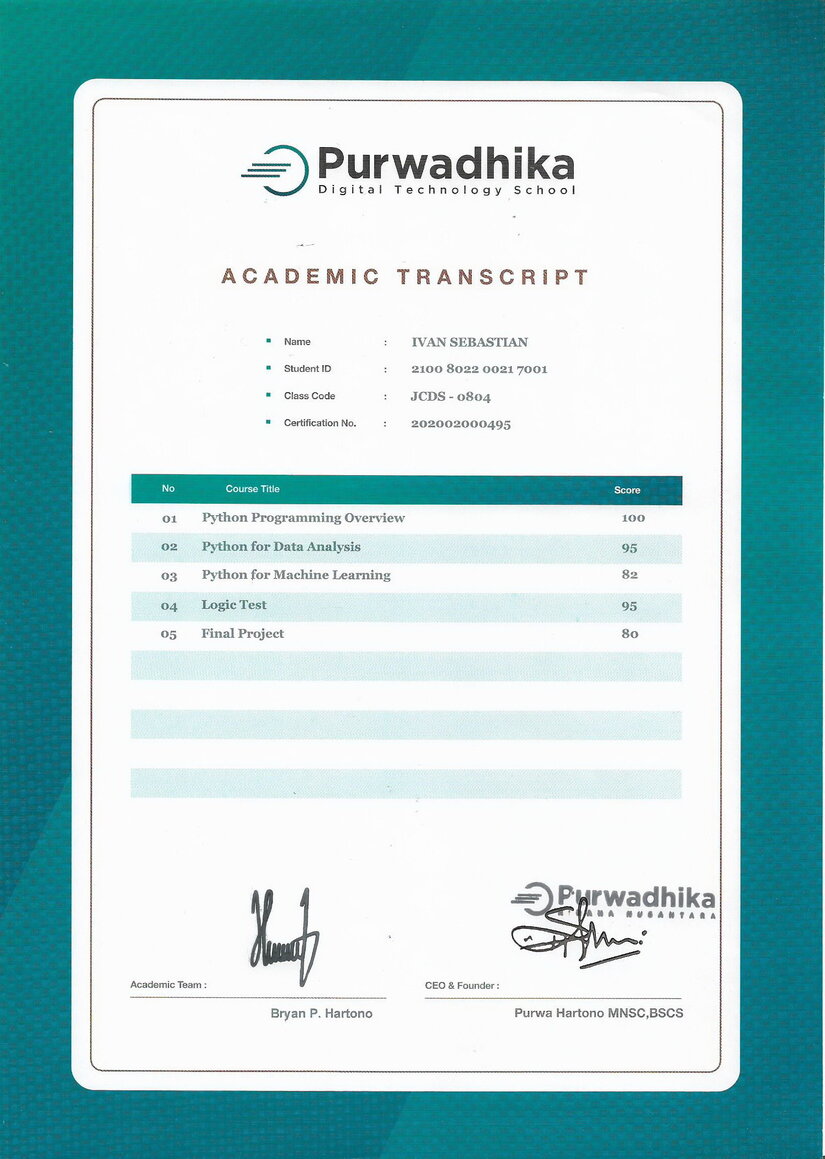 Purwadhika
Digital Technology School
ACADEMIC TRANSCRIPT
Name : IVAN SEBASTIAN
Student ID : 2100 8022 0021 7001
Class Code : JCDS - 0804
Certification No. : 202002000495
No Course Title Score
01 Python Programming Overview 100
02 Python for Data Analysis 95
03 Python for Machine Learning 82
04 Logic Test 95
05 Final Project 80
Purwadhika
NUSANTARA
Academic Team : CEO & Founder :
Bryan P. Hartono Purwa Hartono MNSC,BSCS